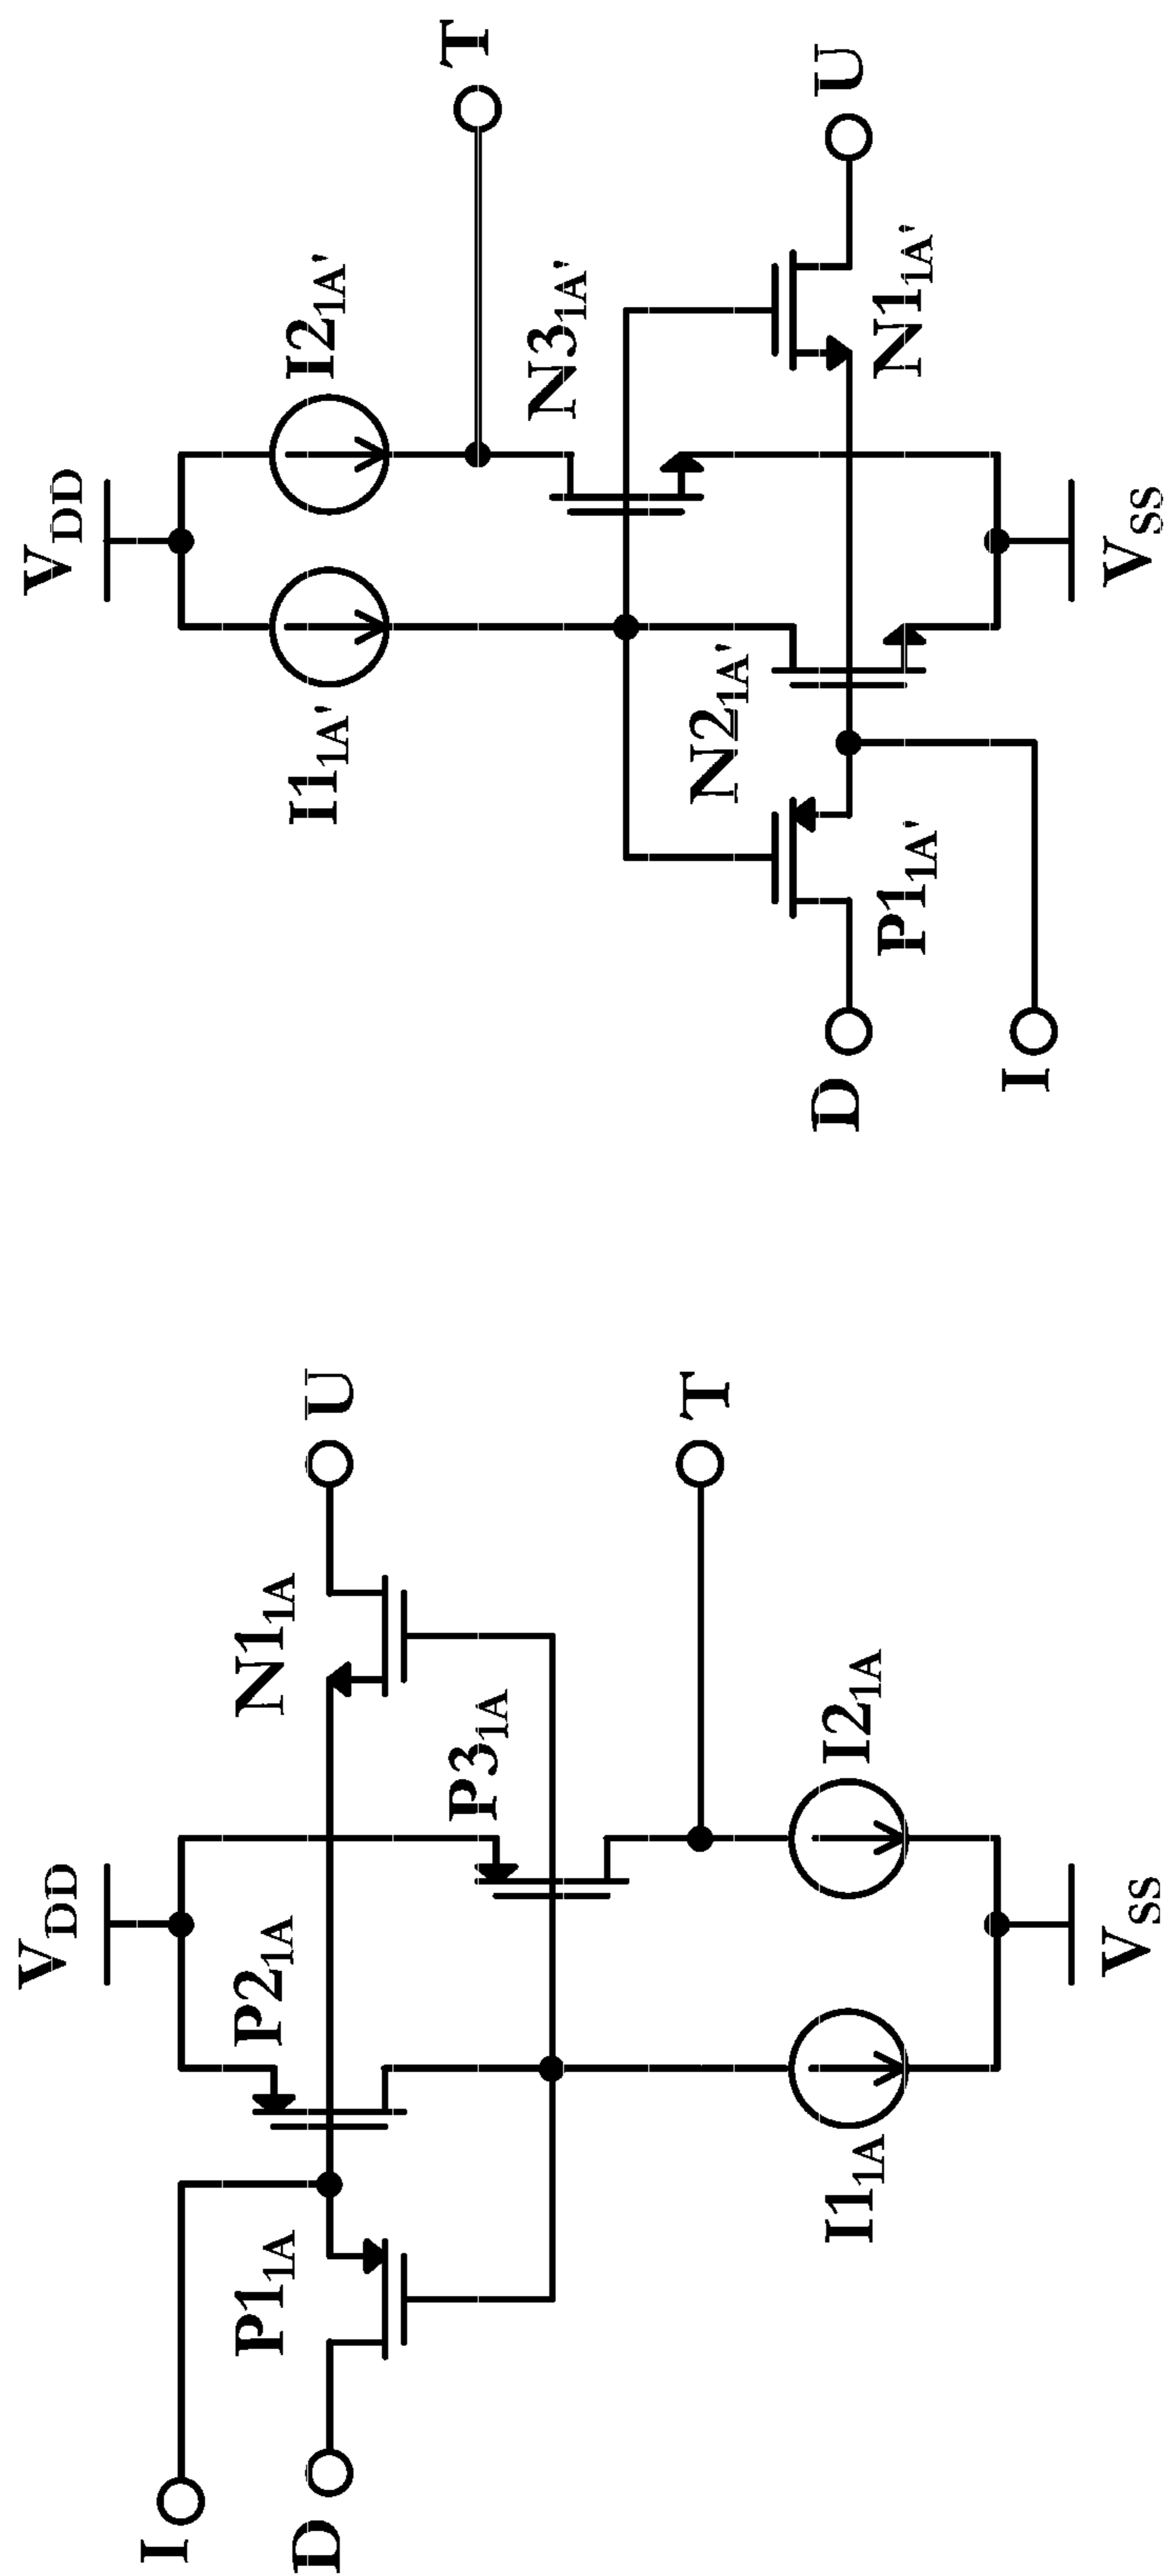 V_DD
I1_1A'
I2_1A'
T
N3_1A'
N2_1A'
U
N1_1A'
P1_1A'
D
I
V_SS
V_DD
I
P1_1A
P2_1A
N1_1A
U
D
P3_1A
T
I1_1A
I2_1A
V_SS